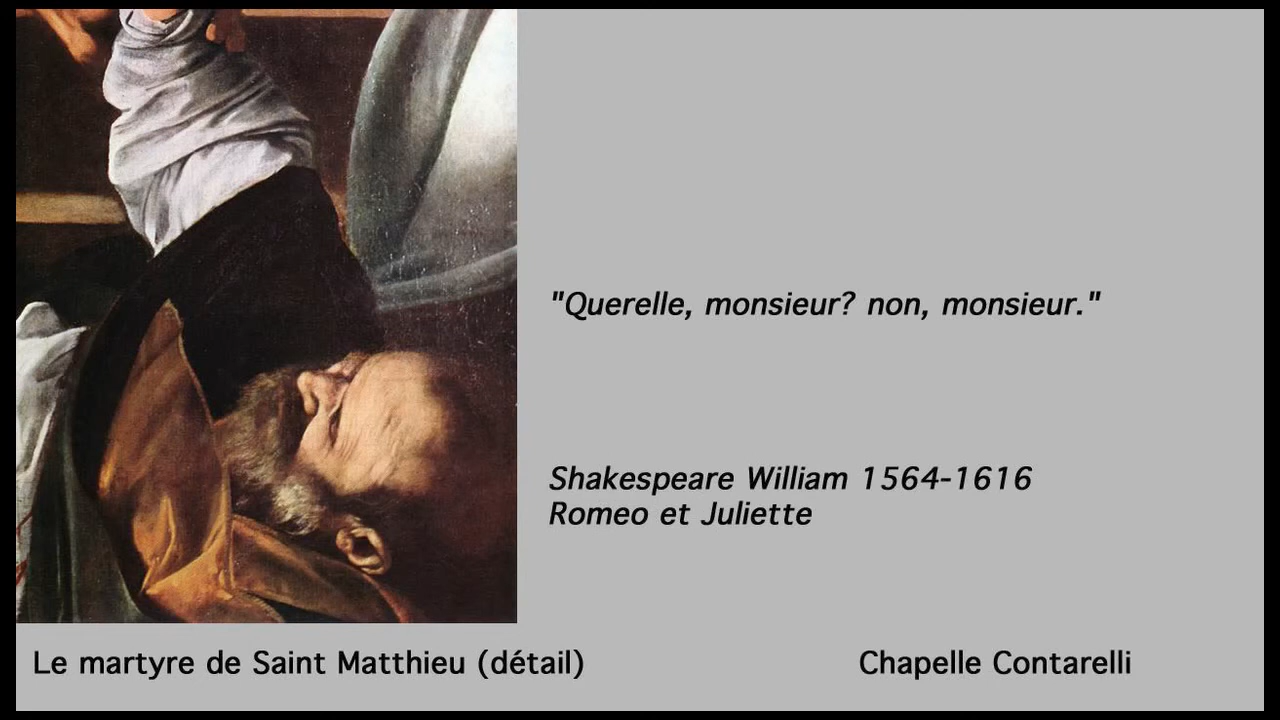 "Querelle, monsieur? non, monsieur."
Shakespeare William 1564-1616
Romeo et Juliette
Le martyre de Saint Matthieu (détail)
Chapelle Contarelli